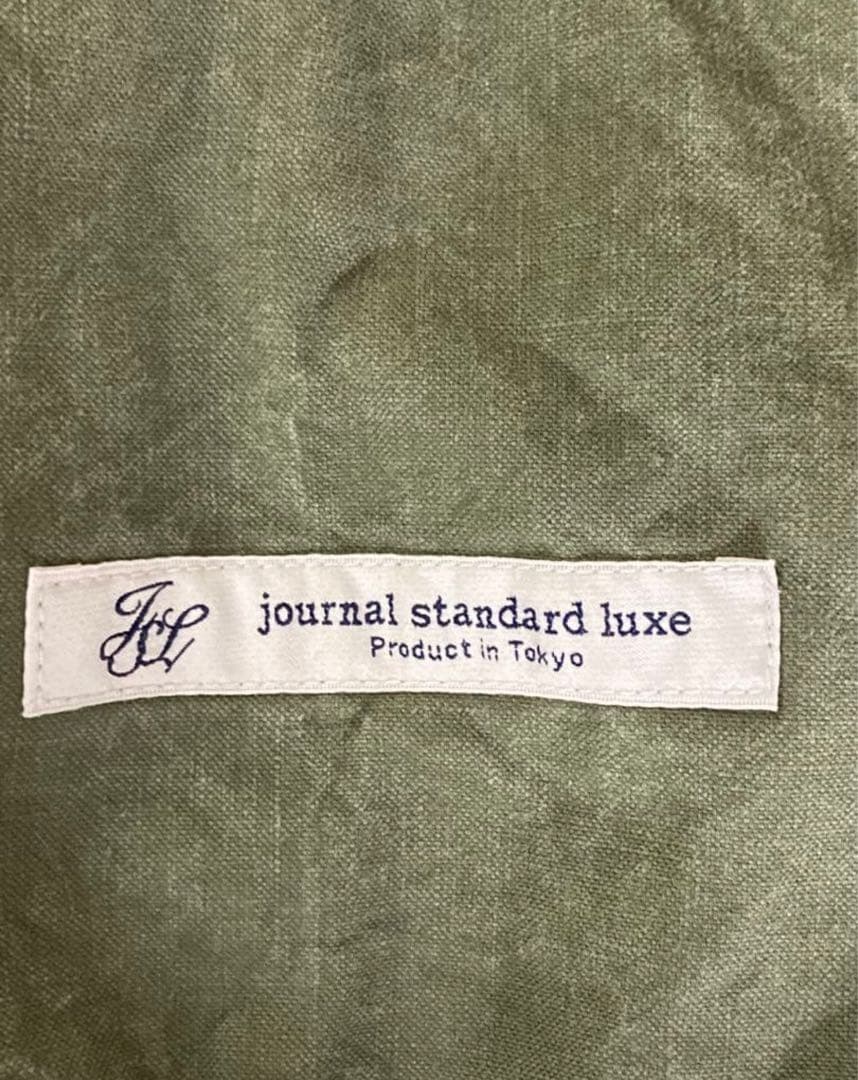 JSL
journal standard luxe
Product in Tokyo